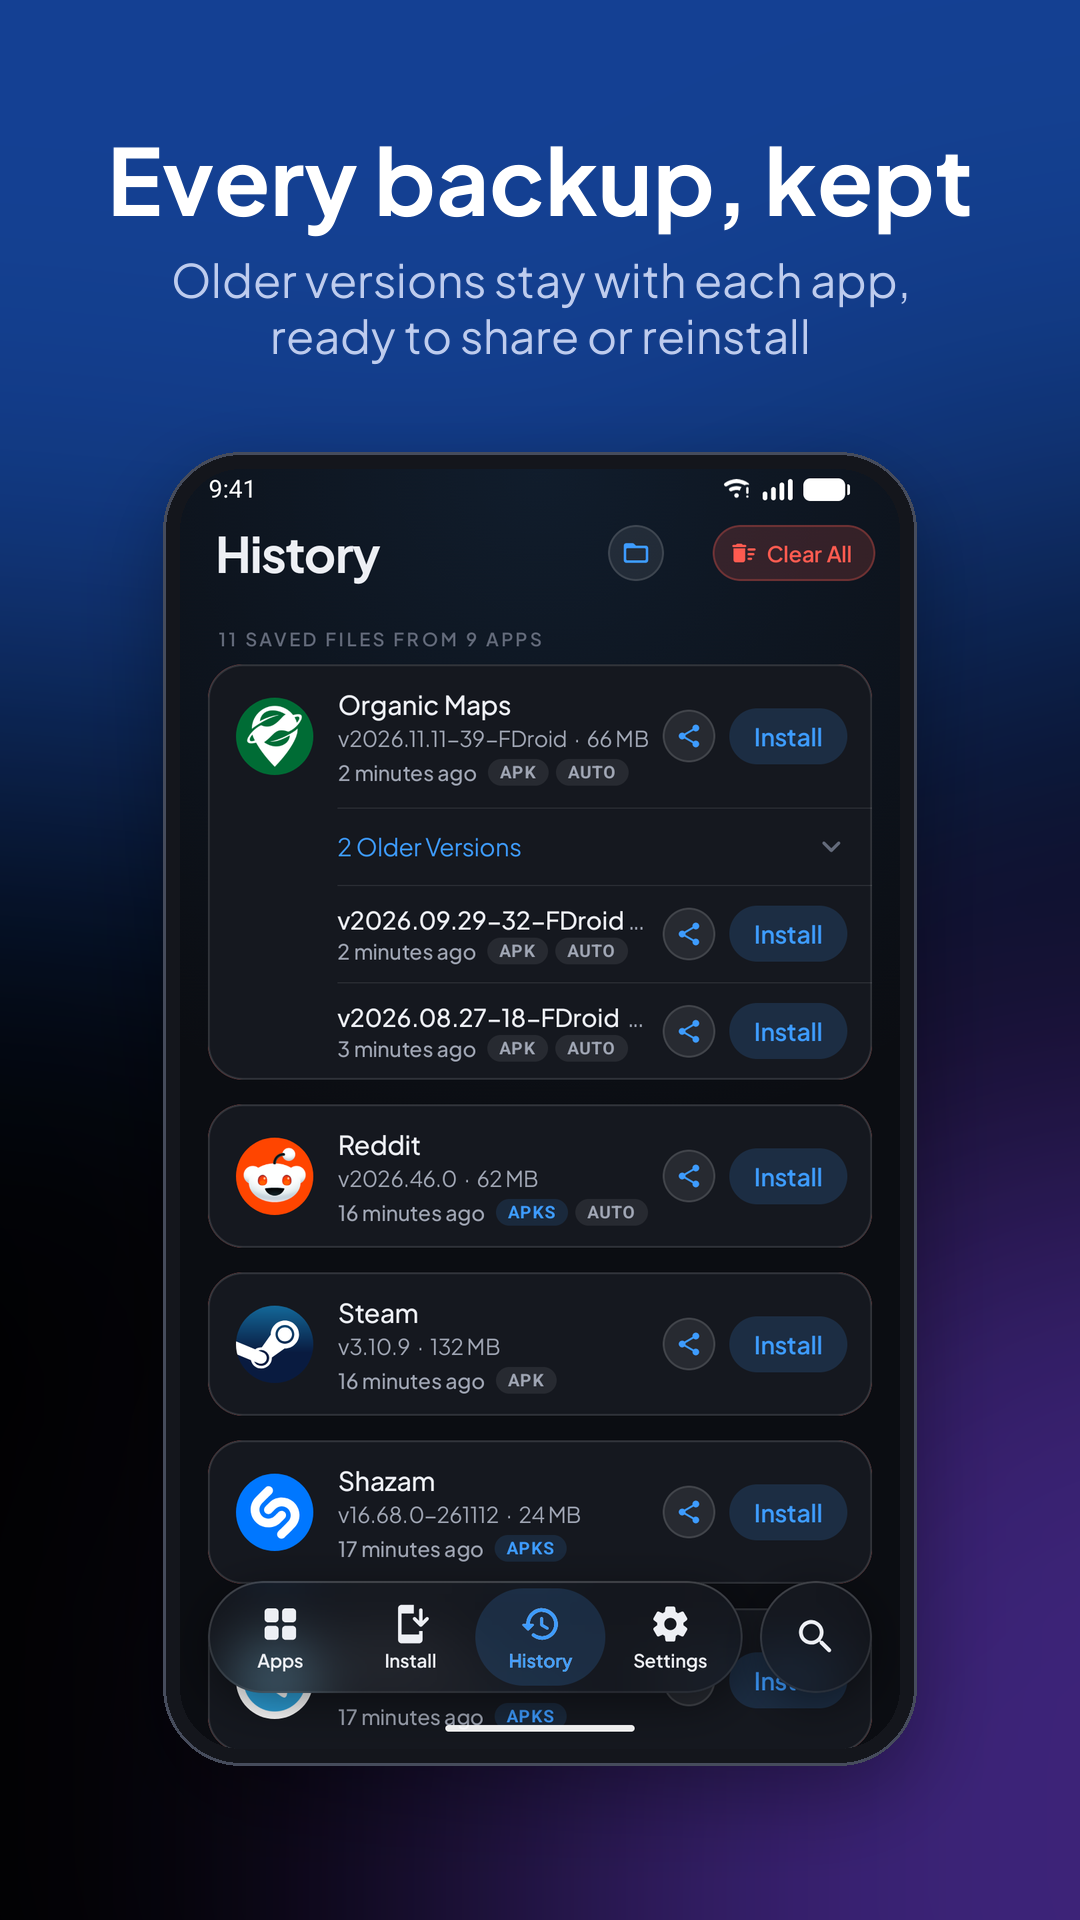 Every backup, kept
Older versions stay with each app,
ready to share or reinstall
9:41
History
Clear All
11 SAVED FILES FROM 9 APPS
Organic Maps
v2026.11.11-39-FDroid · 66 MB
2 minutes ago APK AUTO
Install
2 Older Versions
v2026.09.29-32-FDroid ...
2 minutes ago APK AUTO
Install
v2026.08.27-18-FDroid ...
3 minutes ago APK AUTO
Install
Reddit
v2026.46.0 · 62 MB
16 minutes ago APKS AUTO
Install
Steam
v3.10.9 · 132 MB
16 minutes ago APK
Install
Shazam
v16.68.0-261112 · 24 MB
17 minutes ago APKS
Install
Apps Install History Settings
17 minutes ago APKS